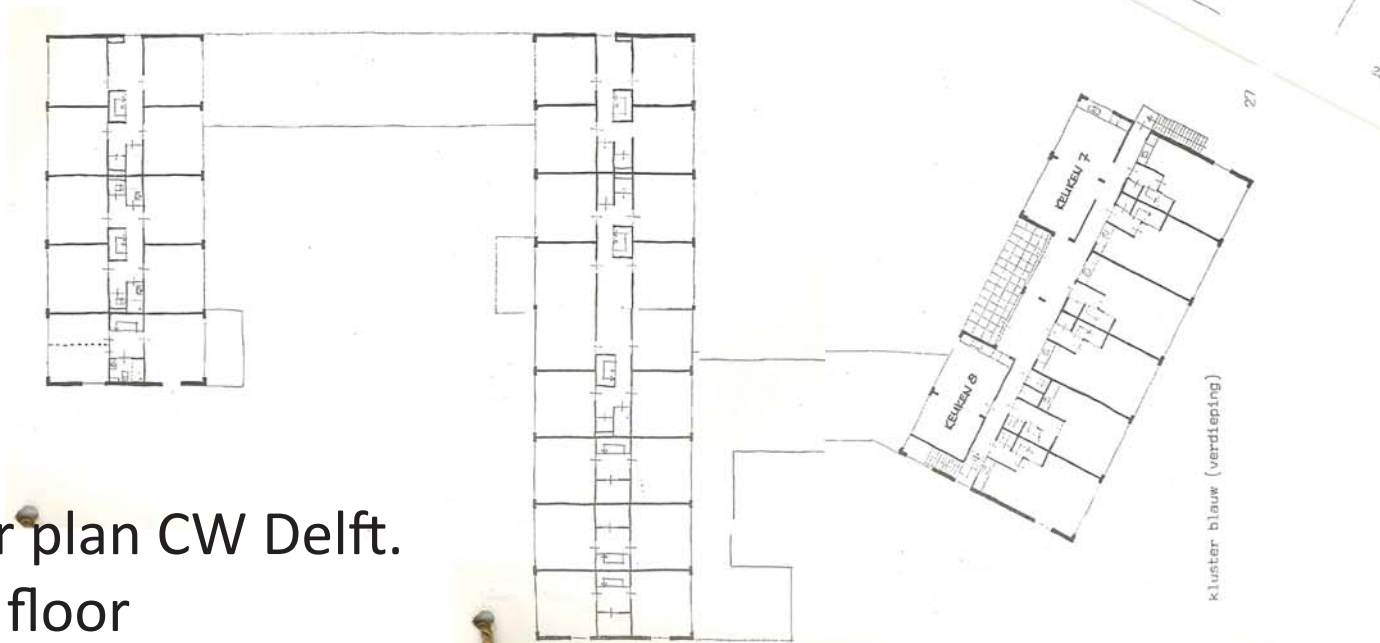 27
KEUKEN 7
KEUKEN 8
kluster blauw (verdieping)
plan CW Delft.
floor